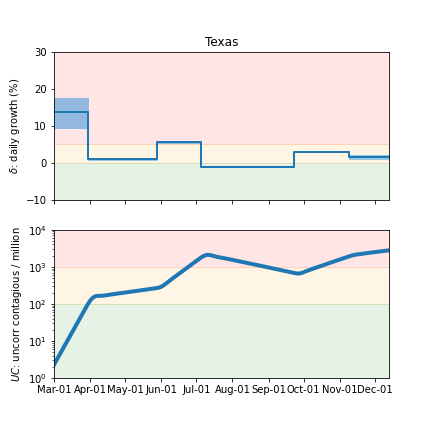 Texas
δ: daily growth (%)
30
20
10
0
−10
UC: uncorr contagious / million
10⁴
10³
10²
10¹
10⁰
Mar-01 Apr-01 May-01 Jun-01 Jul-01 Aug-01 Sep-01 Oct-01 Nov-01 Dec-01